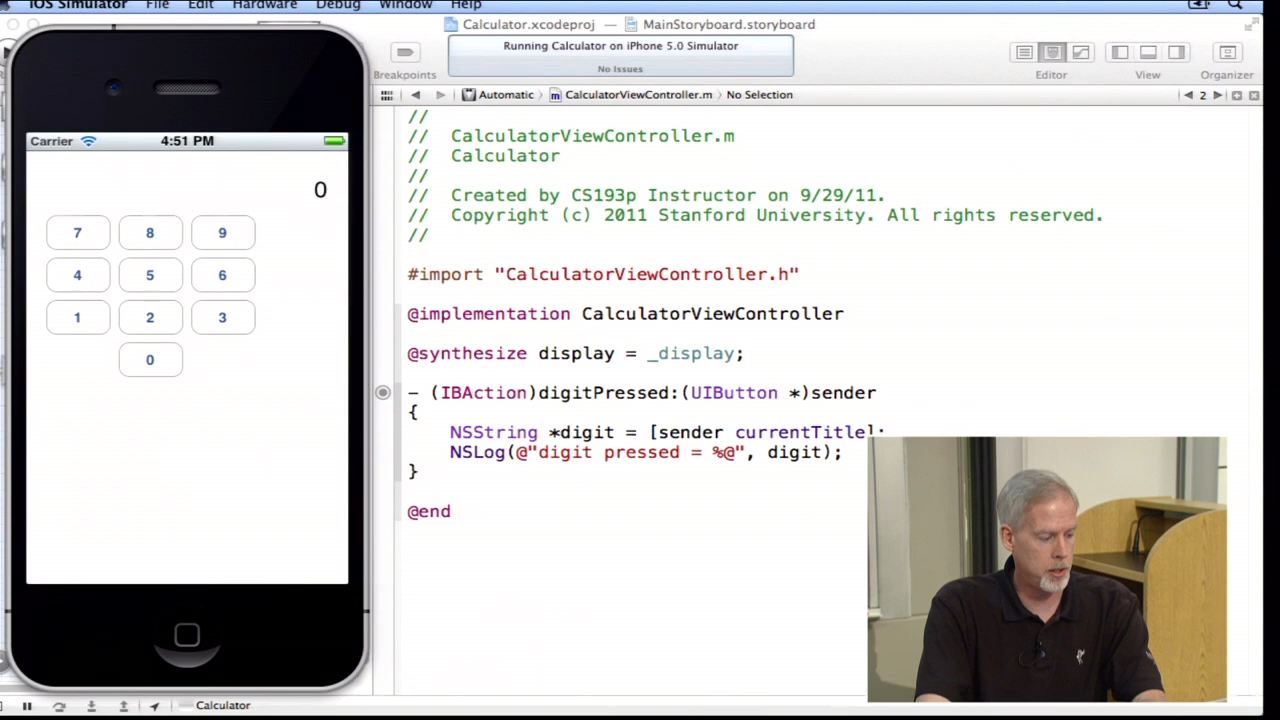 iOS Simulator File Edit Hardware Debug Window Help
Calculator.xcodeproj — MainStoryboard.storyboard
Running Calculator on iPhone 5.0 Simulator
No Issues
Breakpoints Editor View Organizer
Automatic CalculatorViewController.m No Selection 2
Carrier 4:51 PM
0
7 8 9
4 5 6
1 2 3
0
//
// CalculatorViewController.m
// Calculator
//
// Created by CS193p Instructor on 9/29/11.
// Copyright (c) 2011 Stanford University. All rights reserved.
//
#import "CalculatorViewController.h"
@implementation CalculatorViewController
@synthesize display = _display;
- (IBAction)digitPressed:(UIButton *)sender
{
NSString *digit = [sender currentTitle];
NSLog(@"digit pressed = %@", digit);
}
@end
Calculator